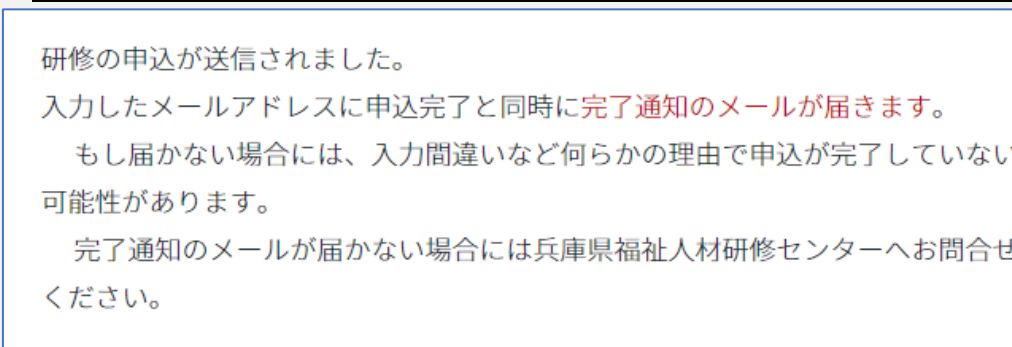 研修の申込が送信されました。
入力したメールアドレスに申込完了と同時に完了通知のメールが届きます。
もし届かない場合には、入力間違いなど何らかの理由で申込が完了していない
可能性があります。
完了通知のメールが届かない場合には兵庫県福祉人材研修センターへお問合せ
ください。